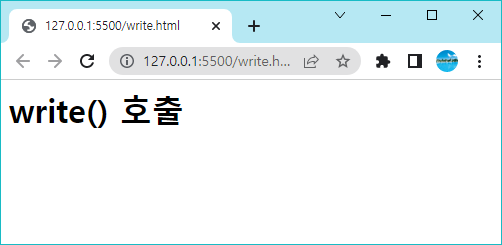 127.0.0.1:5500/write.html
127.0.0.1:5500/write.h...
write() 호출